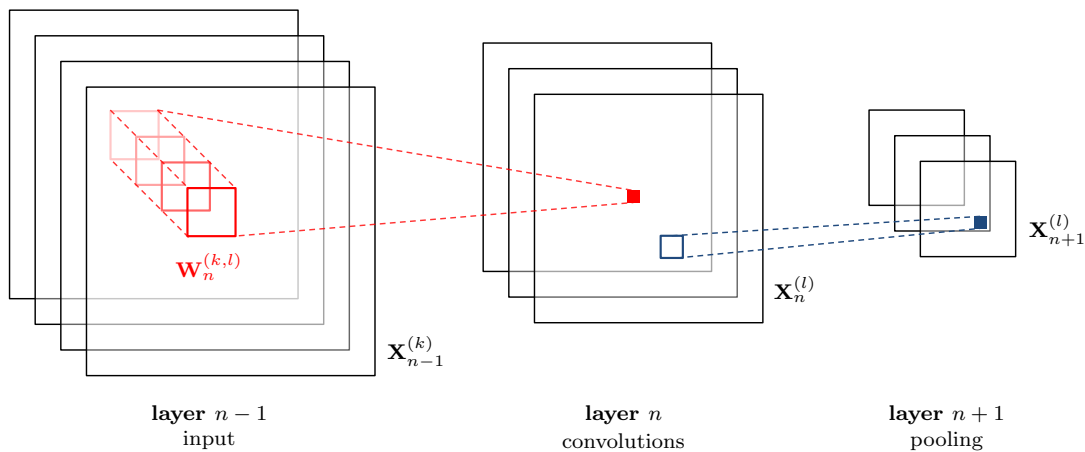 W_n^{(k,l)}
X_{n-1}^{(k)}
X_n^{(l)}
X_{n+1}^{(l)}
layer n − 1
input
layer n
convolutions
layer n + 1
pooling